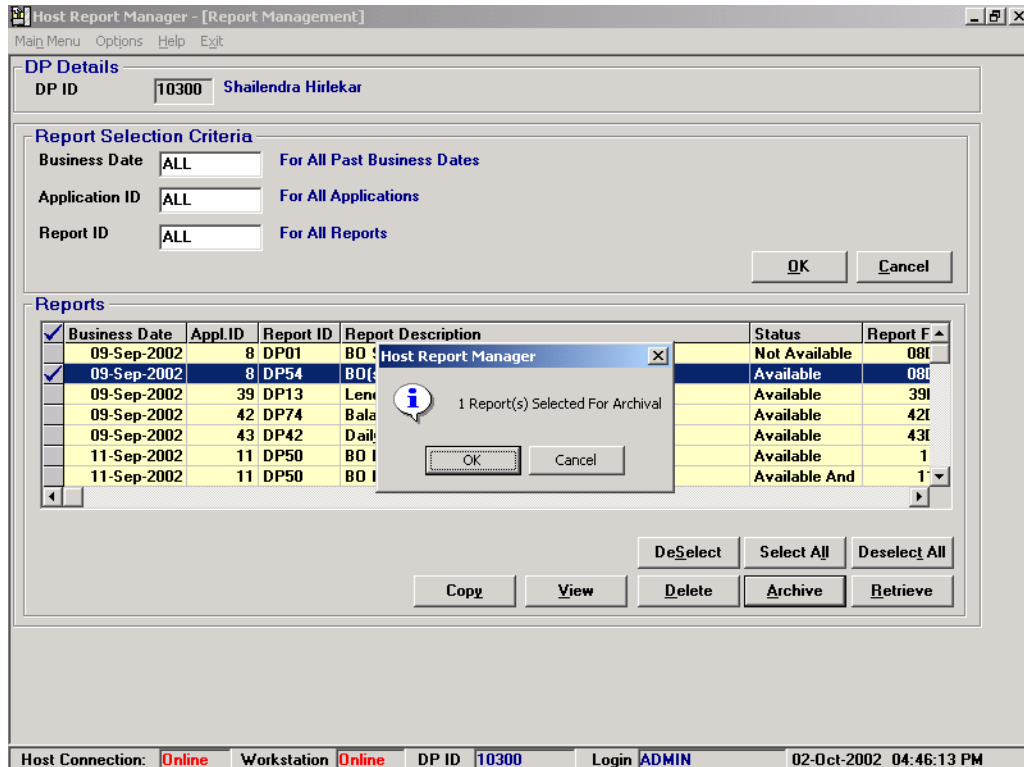 Host Report Manager - [Report Management]
Main Menu Options Help Exit
DP Details
DP ID 10300 Shailendra Hirlekar
Report Selection Criteria
Business Date ALL For All Past Business Dates
Application ID ALL For All Applications
Report ID ALL For All Reports
OK Cancel
Reports
Business Date Appl.ID Report ID Report Description Status Report F
09-Sep-2002 8 DP01 BO Not Available
09-Sep-2002 8 DP54 Available
09-Sep-2002 39 DP13 Available
09-Sep-2002 42 DP74 Available
09-Sep-2002 43 DP42 Available
11-Sep-2002 11 DP50 BO Available
11-Sep-2002 11 DP50 BO Available And
Host Report Manager
1 Report(s) Selected For Archival
OK Cancel
DeSelect Select All Deselect All
Copy View Delete Archive Retrieve
Host Connection: Online Workstation Online DP ID 10300 Login ADMIN 02-Oct-2002 04:46:13 PM